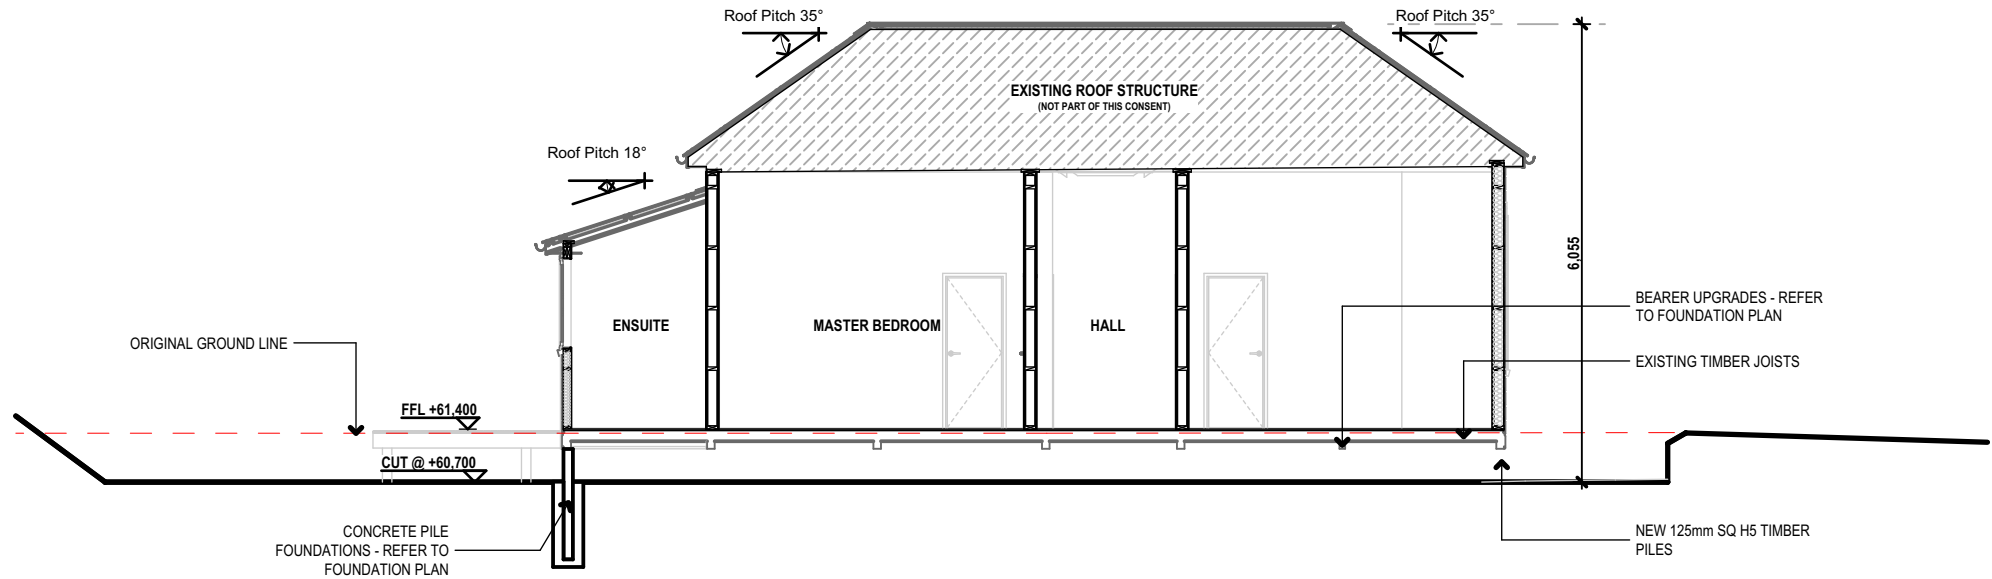 Roof Pitch 35°
Roof Pitch 35°
EXISTING ROOF STRUCTURE
(NOT PART OF THIS CONSENT)
Roof Pitch 18°
6,055
BEARER UPGRADES - REFER
TO FOUNDATION PLAN
ENSUITE
MASTER BEDROOM
HALL
ORIGINAL GROUND LINE
EXISTING TIMBER JOISTS
FFL +61,400
CUT @ +60,700
CONCRETE PILE
FOUNDATIONS - REFER TO
FOUNDATION PLAN
NEW 125mm SQ H5 TIMBER
PILES